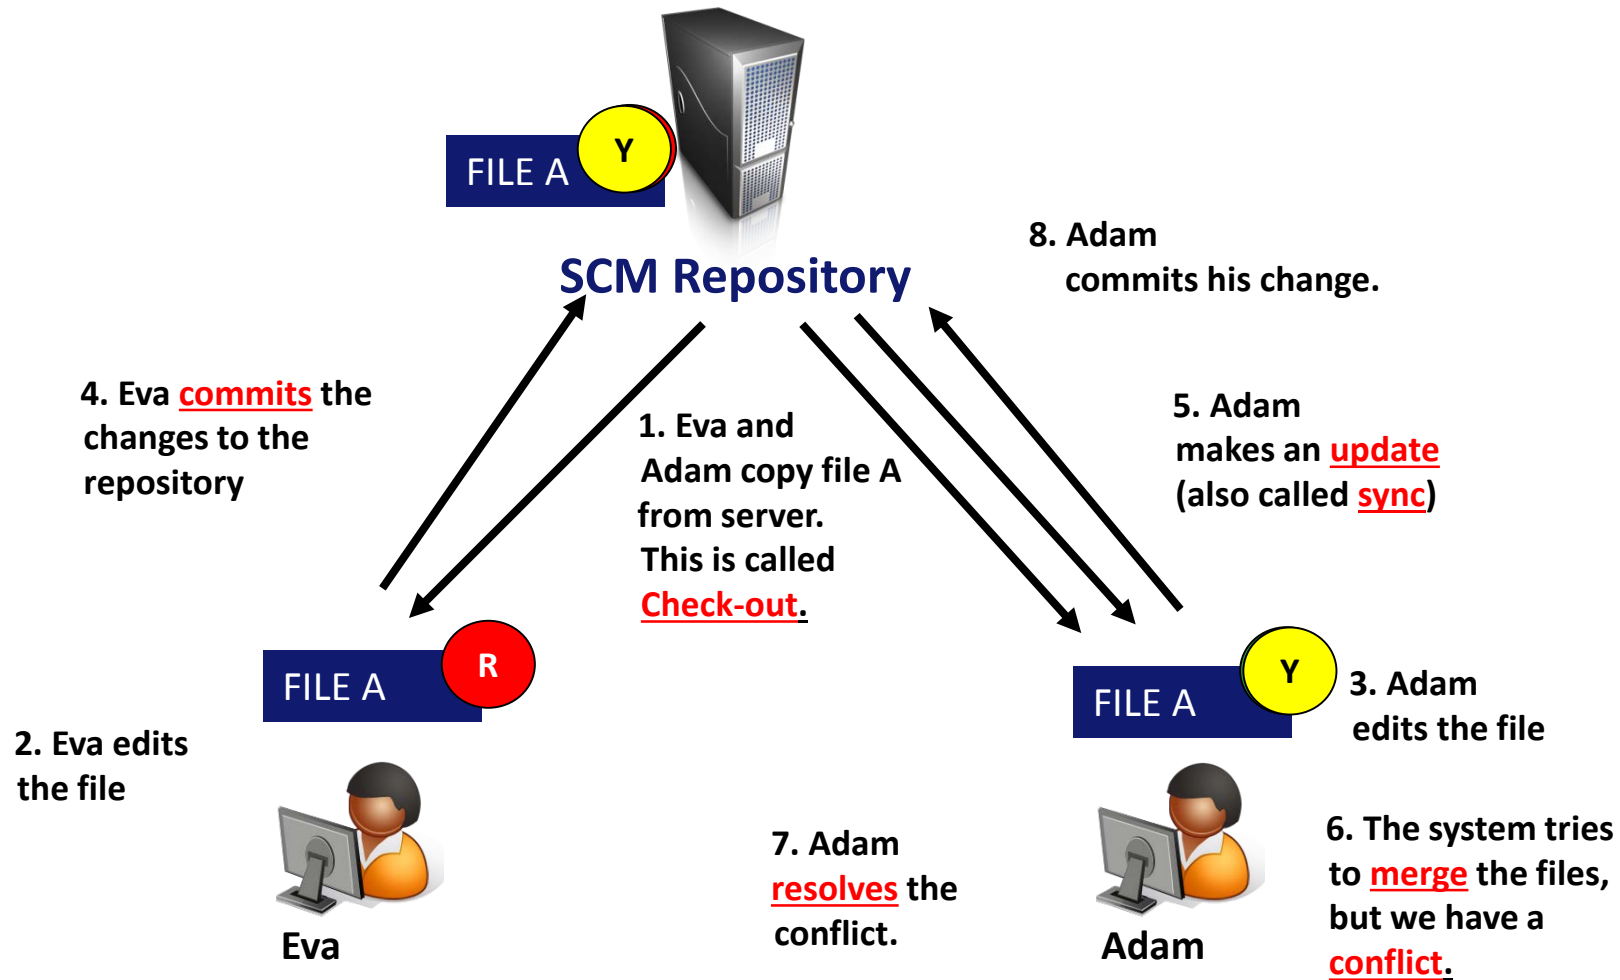 FILE A
Y
SCM Repository
8. Adam
commits his change.
4. Eva commits the
changes to the
repository
1. Eva and
Adam copy file A
from server.
This is called
Check-out.
5. Adam
makes an update
(also called sync)
FILE A
R
FILE A
Y
3. Adam
edits the file
2. Eva edits
the file
7. Adam
resolves the
conflict.
6. The system tries
to merge the files,
but we have a
conflict.
Eva
Adam